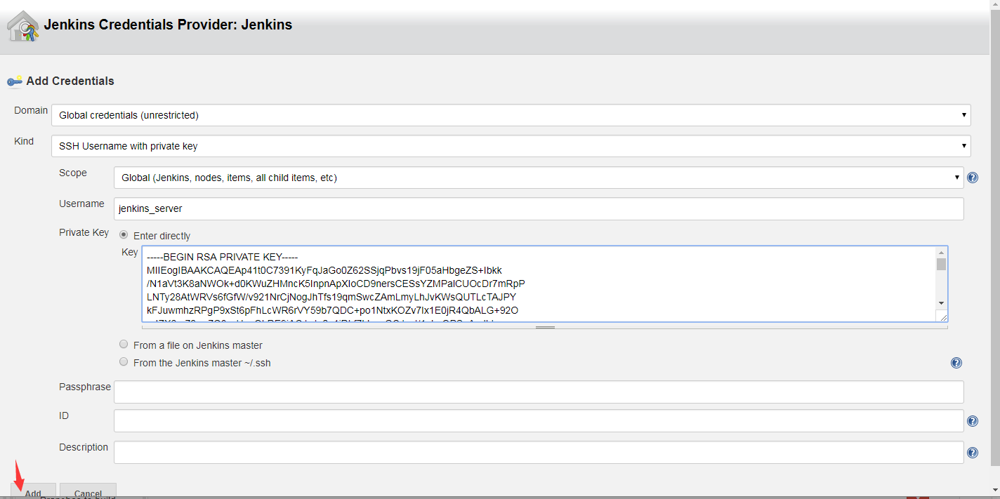 Jenkins Credentials Provider: Jenkins
Add Credentials
Domain
Global credentials (unrestricted)
Kind
SSH Username with private key
Scope
Global (Jenkins, nodes, items, all child items, etc)
Username
jenkins_server
Private Key
Enter directly
Key
-----BEGIN RSA PRIVATE KEY-----
MIIEogIBAAKCAQEAp41t0C7391KyFqJaGo0Z62SSjqPbvs19jF05aHbgeZS+Ibkk
/N1aVt3K8aNWOk+d0KWuZHMncK5InpnApXIoCD9nersCESsYZMPalCUOcDr7mRpP
LNTy28AtWRVs6fGfW/v921NrCjNogJhTfs19qmSwcZAmLmyLhJvKWsQUTLcTAJPY
kFJuwmhzRPgP9xSt6pFhLcWR6rVY59b7QDC+po1NtxKOZv7Ix1E0jR4QbALG+92O
From a file on Jenkins master
From the Jenkins master ~/.ssh
Passphrase
ID
Description
Add
Cancel
Branches to build